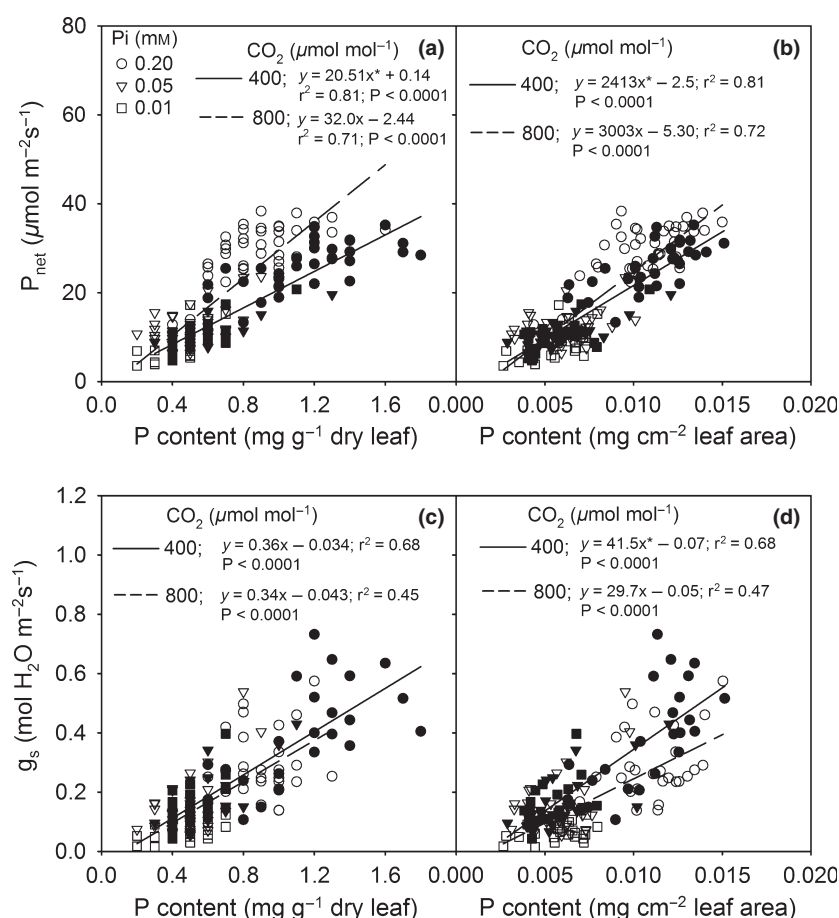 80
60
40
20
0
P_net (µmol m⁻²s⁻¹)
Pi (mM)
0.20
0.05
0.01
CO₂ (µmol mol⁻¹)
(a)
400; y = 20.51x* + 0.14
r² = 0.81; P < 0.0001
800; y = 32.0x − 2.44
r² = 0.71; P < 0.0001
CO₂ (µmol mol⁻¹)
(b)
400; y = 2413x* − 2.5; r² = 0.81
P < 0.0001
800; y = 3003x − 5.30; r² = 0.72
P < 0.0001
0.0 0.4 0.8 1.2 1.6 0.000 0.005 0.010 0.015 0.020
P content (mg g⁻¹ dry leaf) P content (mg cm⁻² leaf area)
1.2
1.0
0.8
0.6
0.4
0.2
0.0
g_s (mol H₂O m⁻²s⁻¹)
CO₂ (µmol mol⁻¹)
(c)
400; y = 0.36x − 0.034; r² = 0.68
P < 0.0001
800; y = 0.34x − 0.043; r² = 0.45
P < 0.0001
CO₂ (µmol mol⁻¹)
(d)
400; y = 41.5x* − 0.07; r² = 0.68
P < 0.0001
800; y = 29.7x − 0.05; r² = 0.47
P < 0.0001
0.0 0.4 0.8 1.2 1.6 0.000 0.005 0.010 0.015 0.020
P content (mg g⁻¹ dry leaf) P content (mg cm⁻² leaf area)